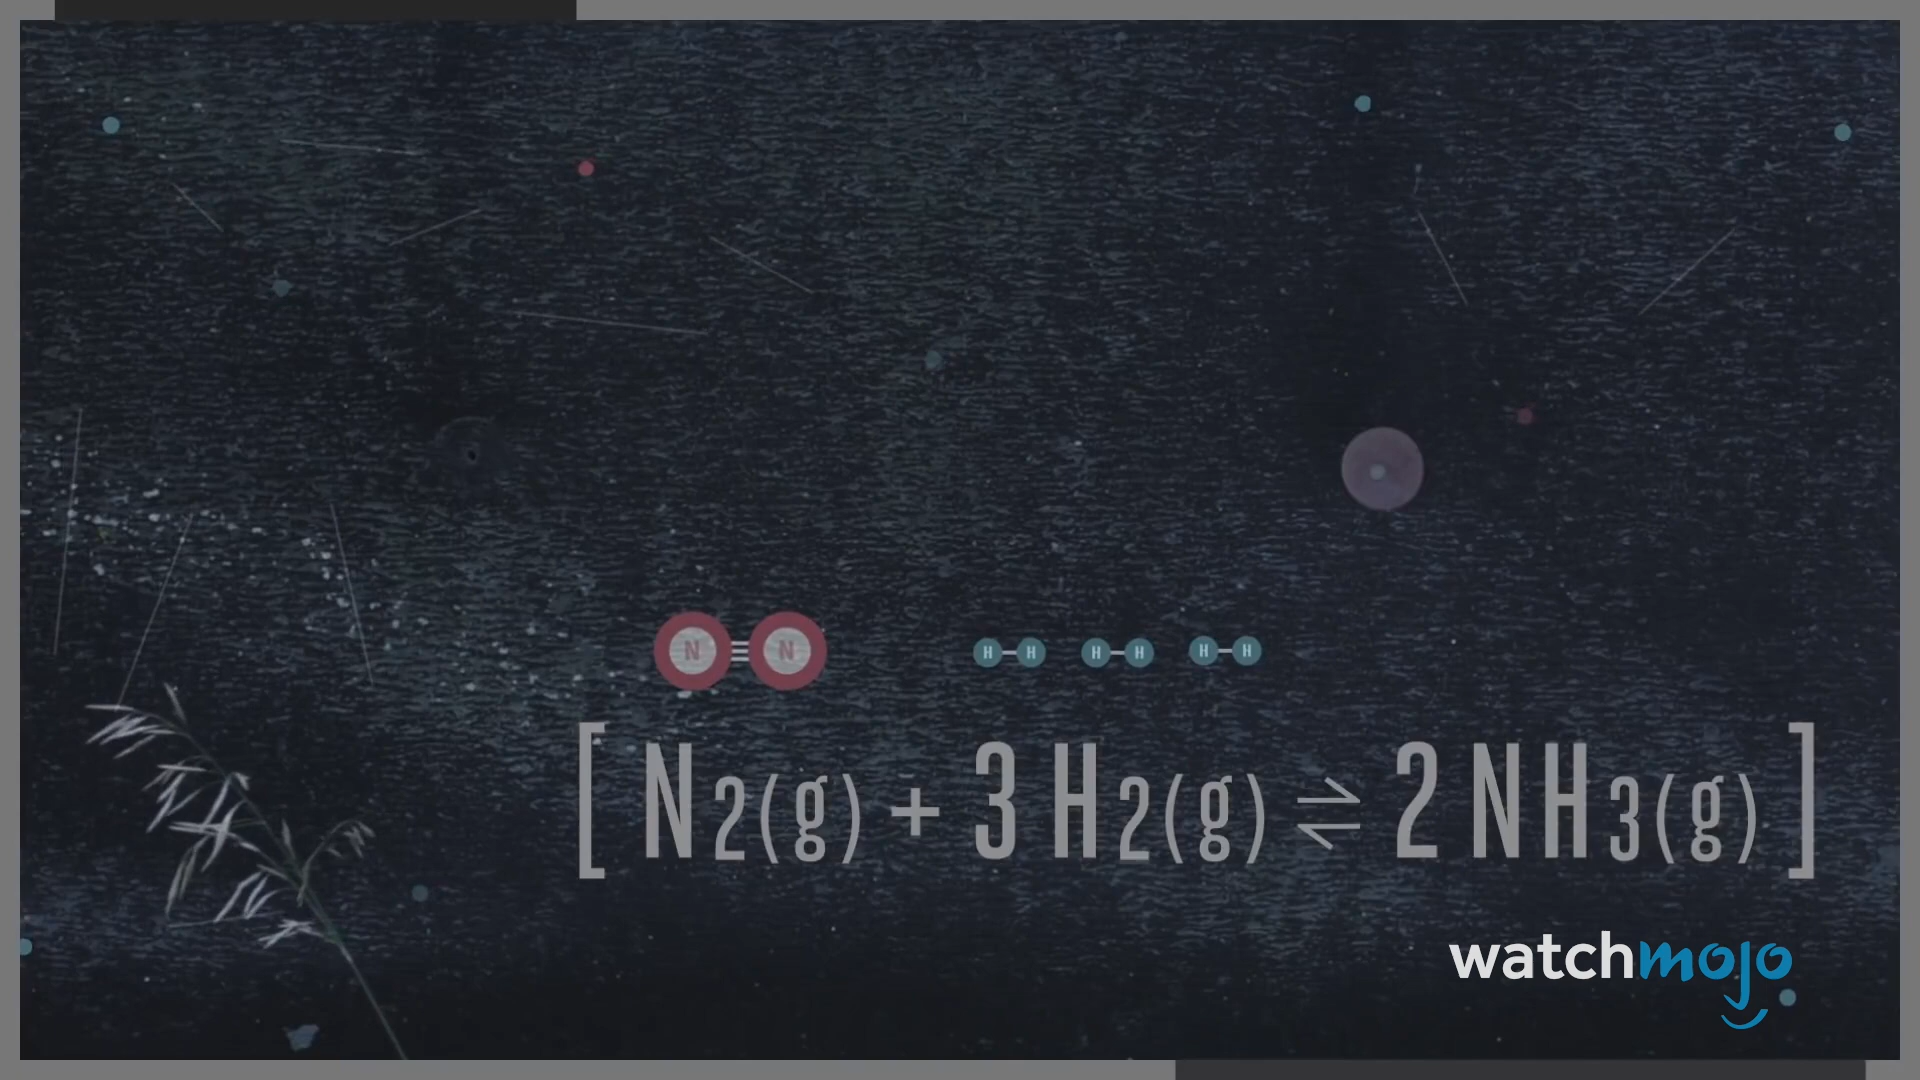 N≡N H-H H-H H-H
[ N2(g) + 3 H2(g) ⇌ 2 NH3(g) ]
watchmojo